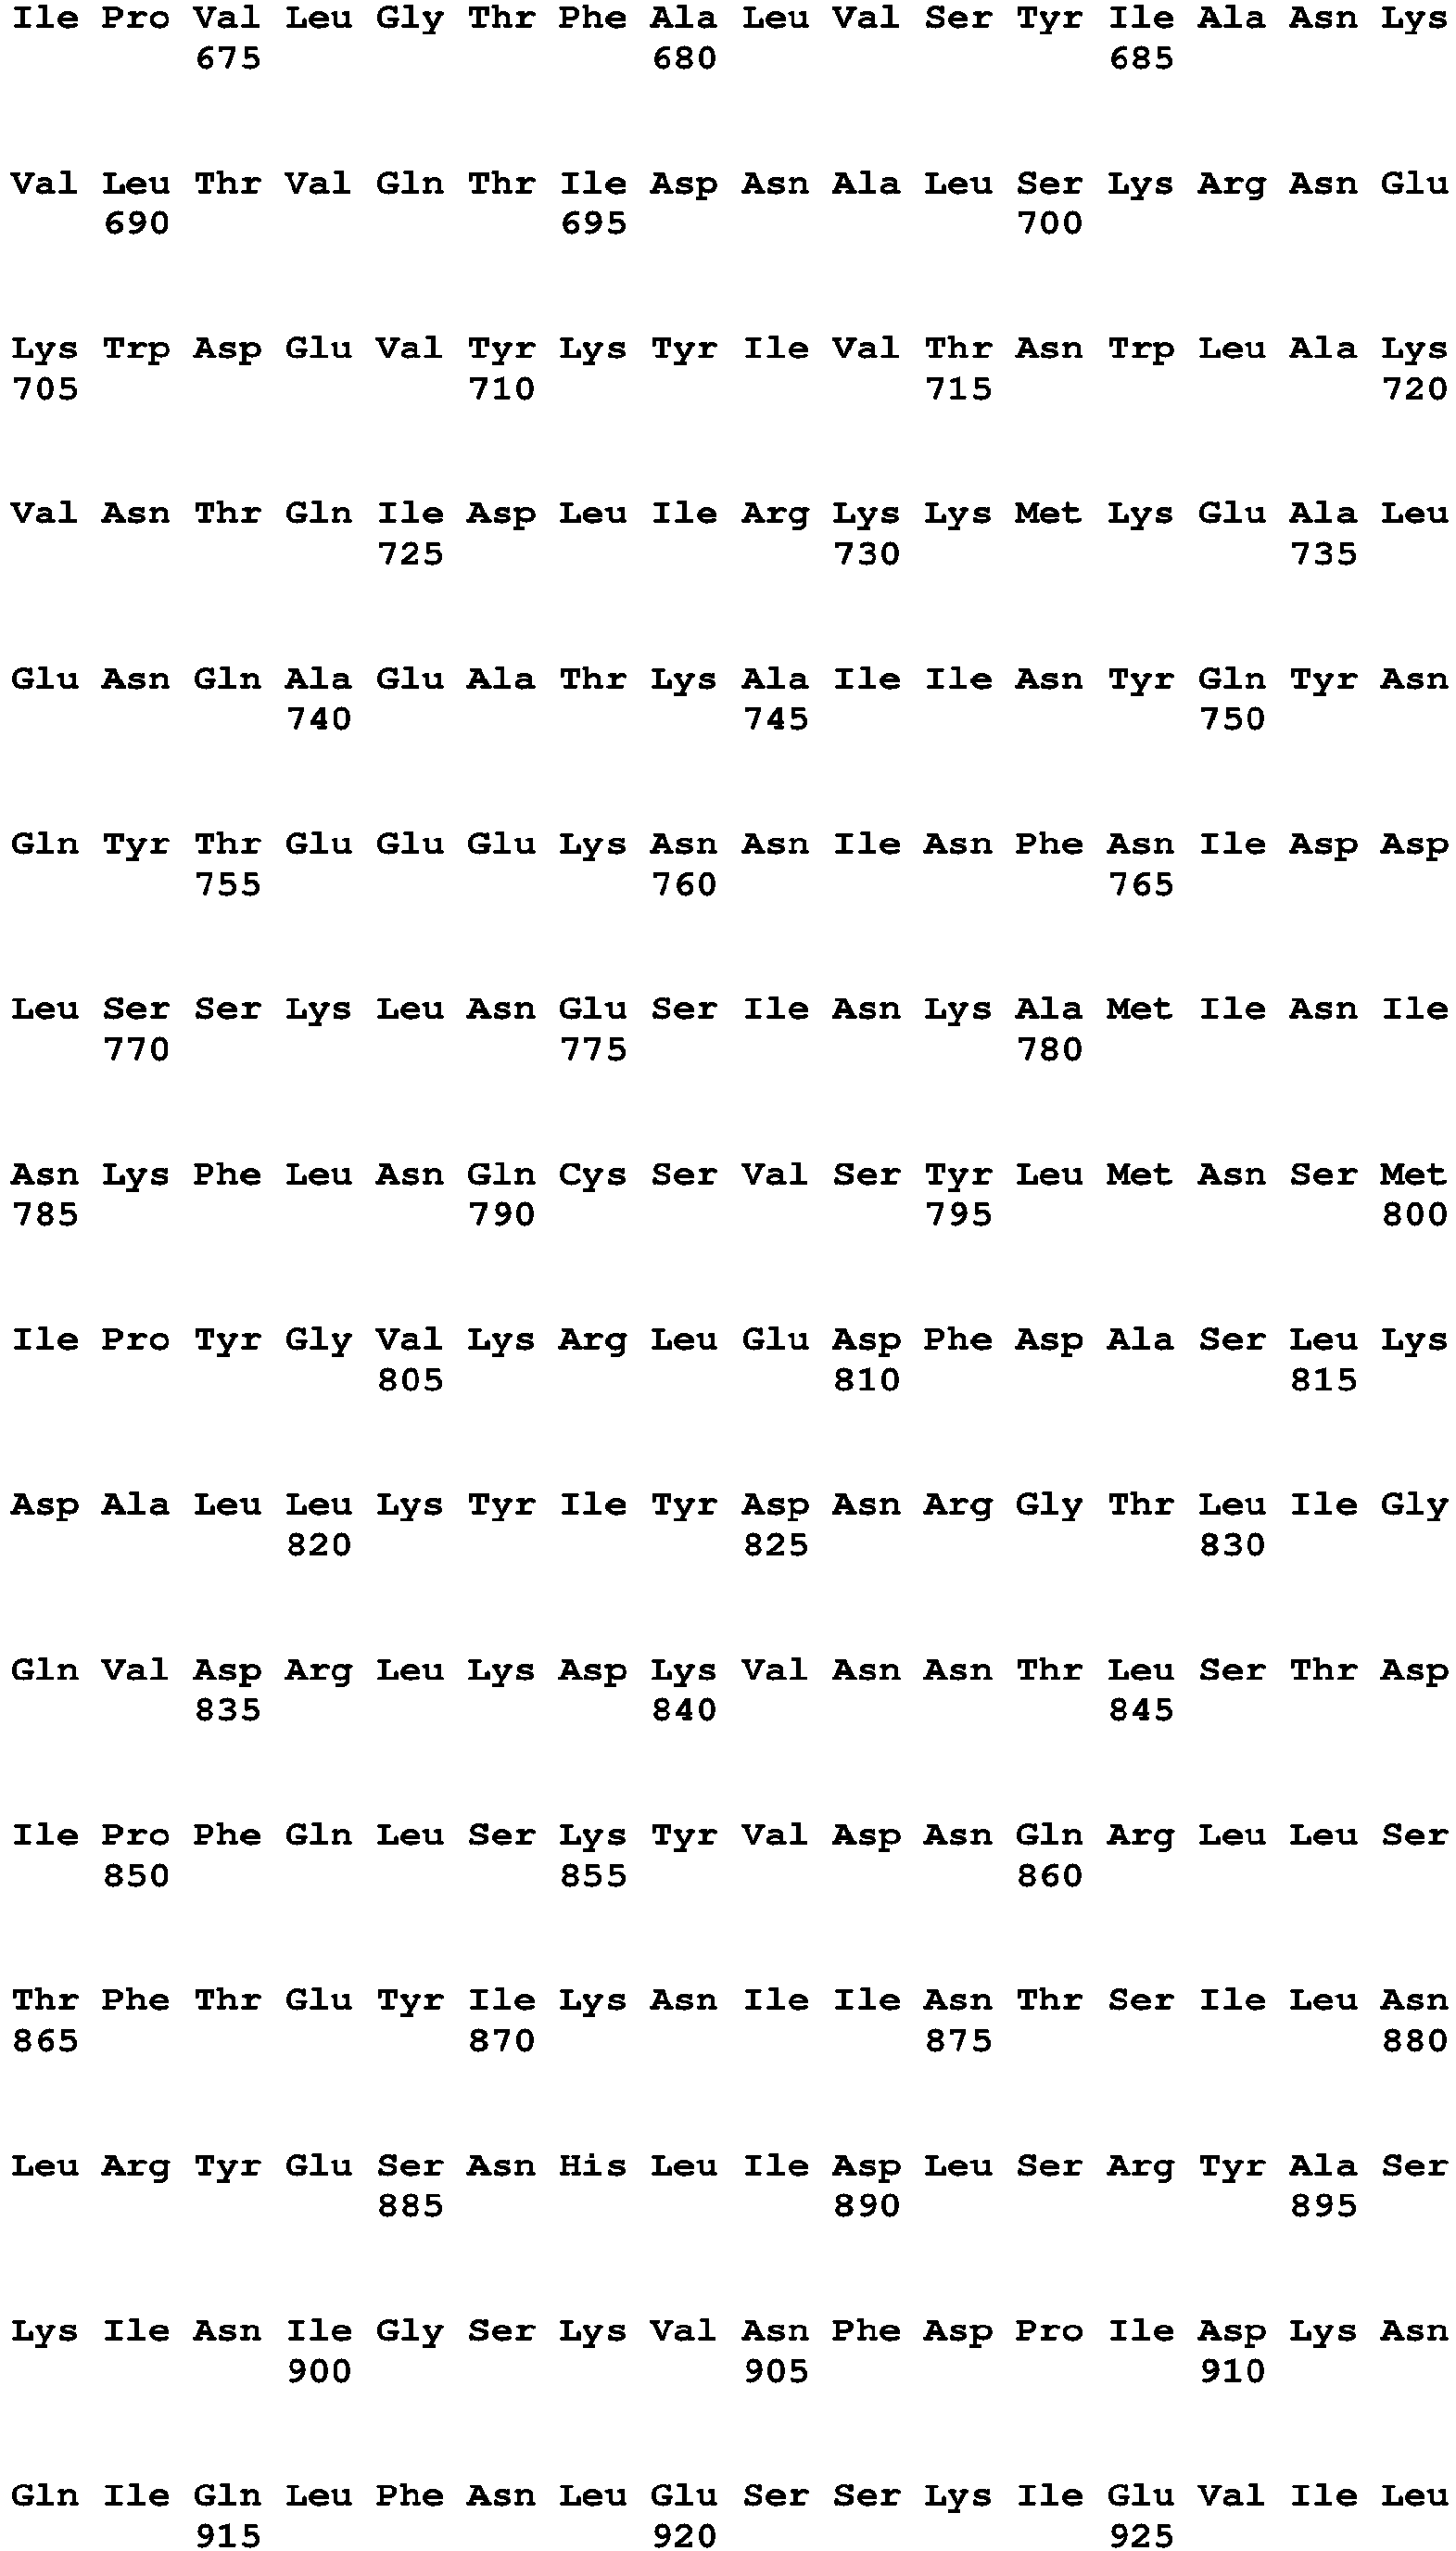 Ile Pro Val Leu Gly Thr Phe Ala Leu Val Ser Tyr Ile Ala Asn Lys
675 680 685
Val Leu Thr Val Gln Thr Ile Asp Asn Ala Leu Ser Lys Arg Asn Glu
690 695 700
Lys Trp Asp Glu Val Tyr Lys Tyr Ile Val Thr Asn Trp Leu Ala Lys
705 710 715 720
Val Asn Thr Gln Ile Asp Leu Ile Arg Lys Lys Met Lys Glu Ala Leu
725 730 735
Glu Asn Gln Ala Glu Ala Thr Lys Ala Ile Ile Asn Tyr Gln Tyr Asn
740 745 750
Gln Tyr Thr Glu Glu Glu Lys Asn Asn Ile Asn Phe Asn Ile Asp Asp
755 760 765
Leu Ser Ser Lys Leu Asn Glu Ser Ile Asn Lys Ala Met Ile Asn Ile
770 775 780
Asn Lys Phe Leu Asn Gln Cys Ser Val Ser Tyr Leu Met Asn Ser Met
785 790 795 800
Ile Pro Tyr Gly Val Lys Arg Leu Glu Asp Phe Asp Ala Ser Leu Lys
805 810 815
Asp Ala Leu Leu Lys Tyr Ile Tyr Asp Asn Arg Gly Thr Leu Ile Gly
820 825 830
Gln Val Asp Arg Leu Lys Asp Lys Val Asn Asn Thr Leu Ser Thr Asp
835 840 845
Ile Pro Phe Gln Leu Ser Lys Tyr Val Asp Asn Gln Arg Leu Leu Ser
850 855 860
Thr Phe Thr Glu Tyr Ile Lys Asn Ile Ile Asn Thr Ser Ile Leu Asn
865 870 875 880
Leu Arg Tyr Glu Ser Asn His Leu Ile Asp Leu Ser Arg Tyr Ala Ser
885 890 895
Lys Ile Asn Ile Gly Ser Lys Val Asn Phe Asp Pro Ile Asp Lys Asn
900 905 910
Gln Ile Gln Leu Phe Asn Leu Glu Ser Ser Lys Ile Glu Val Ile Leu
915 920 925